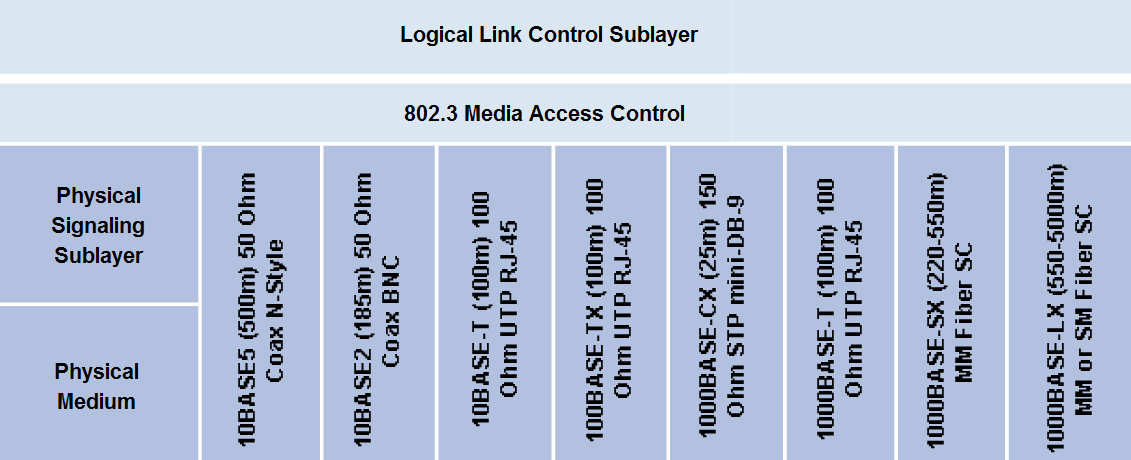 Logical Link Control Sublayer
802.3 Media Access Control
Physical
Signaling
Sublayer
Physical
Medium
10BASE5 (500m) 50 Ohm
Coax N-Style
10BASE2 (185m) 50 Ohm
Coax BNC
10BASE-T (100m) 100
Ohm UTP RJ-45
100BASE-TX (100m) 100
Ohm UTP RJ-45
1000BASE-CX (25m) 150
Ohm STP mini-DB-9
1000BASE-T (100m) 100
Ohm UTP RJ-45
1000BASE-SX (220-550m)
MM Fiber SC
1000BASE-LX (550-5000m)
MM or SM Fiber SC